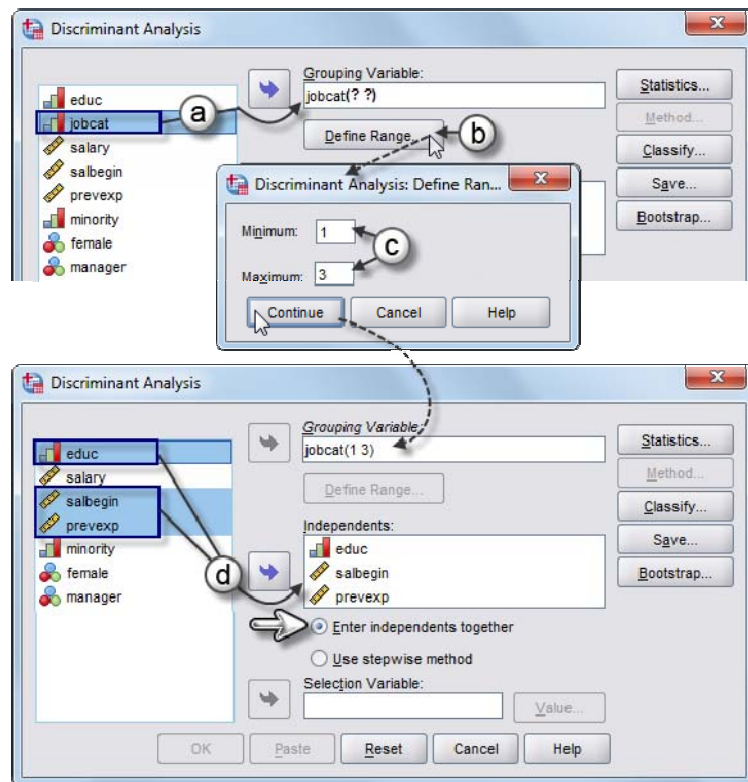 Discriminant Analysis
educ
jobcat
salary
salbegin
prevexp
minority
female
manager
a
Grouping Variable:
jobcat(? ?)
Define Range...
b
Statistics...
Method...
Classify...
Save...
Bootstrap...
Discriminant Analysis: Define Ran...
Minimum: 1
Maximum: 3
c
Continue Cancel Help
Discriminant Analysis
educ
salary
salbegin
prevexp
minority
female
manager
d
Grouping Variable:
jobcat(1 3)
Define Range...
Independents:
educ
salbegin
prevexp
Enter independents together
Use stepwise method
Selection Variable:
Value...
Statistics...
Method...
Classify...
Save...
Bootstrap...
OK Paste Reset Cancel Help